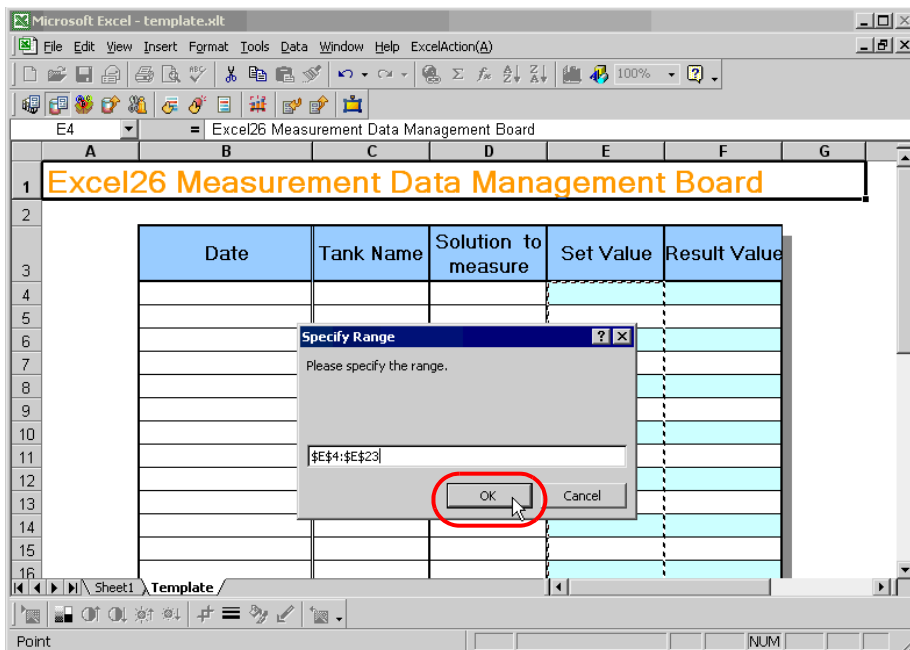 Microsoft Excel - template.xlt
File Edit View Insert Format Tools Data Window Help ExcelAction(A)
100%
E4 = Excel26 Measurement Data Management Board
A B C D E F G
1 Excel26 Measurement Data Management Board
2
3 Date Tank Name Solution to measure Set Value Result Value
4
5
6
7
8
9
10
11
12
13
14
15
16
Specify Range
Please specify the range.
$E$4:$E$23
OK Cancel
Sheet1 Template
Point NUM